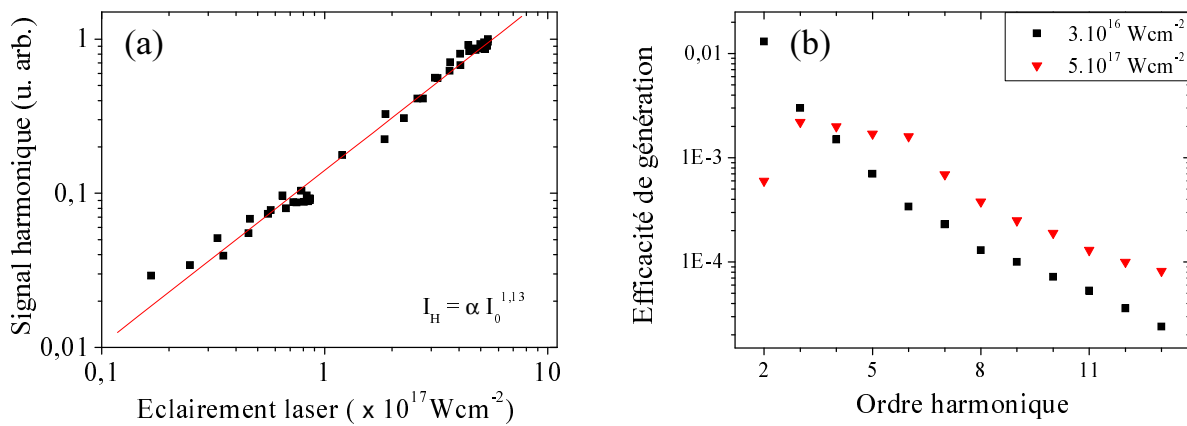 (a)
Signal harmonique (u. arb.)
1
0,1
0,01
0,1
1
10
I_H = α I_0^1,13
Eclairement laser ( x 10^17 Wcm^-2)
(b)
3.10^16 Wcm^-2
5.10^17 Wcm^-2
Efficacité de génération
0,01
1E-3
1E-4
2
5
8
11
Ordre harmonique